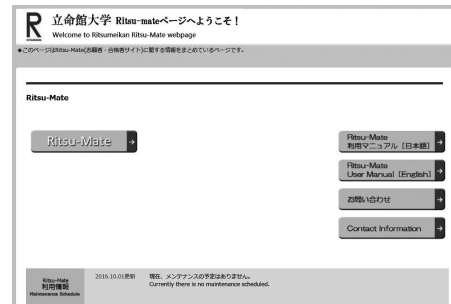 立命館大学 Ritsu-mateページへようこそ！
Welcome to Ritsumeikan Ritsu-Mate webpage
◆このページはRitsu-Mate(志願者・合格者サイト)に関する情報をまとめているページです。
Ritsu-Mate
Ritsu-Mate
Ritsu-Mate
利用マニュアル［日本語］
Ritsu-Mate
User Manual［English］
お問い合わせ
Contact Information
Ritsu-Mate
利用情報
Maintenance Schedule
2016.10.01更新
現在、メンテナンスの予定はありません。
Currently there is no maintenance scheduled.